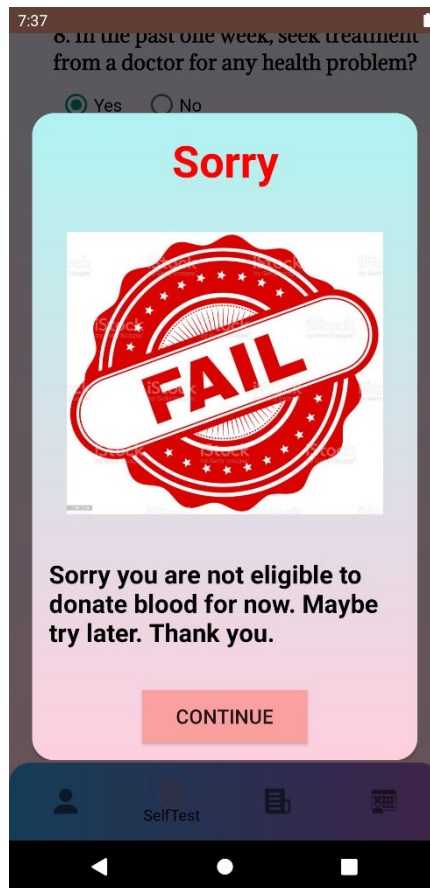 7:37
8. In the past one week, seek treatment
from a doctor for any health problem?
Yes No
Sorry
iStock
FAIL
Sorry you are not eligible to
donate blood for now. Maybe
try later. Thank you.
CONTINUE
SelfTest